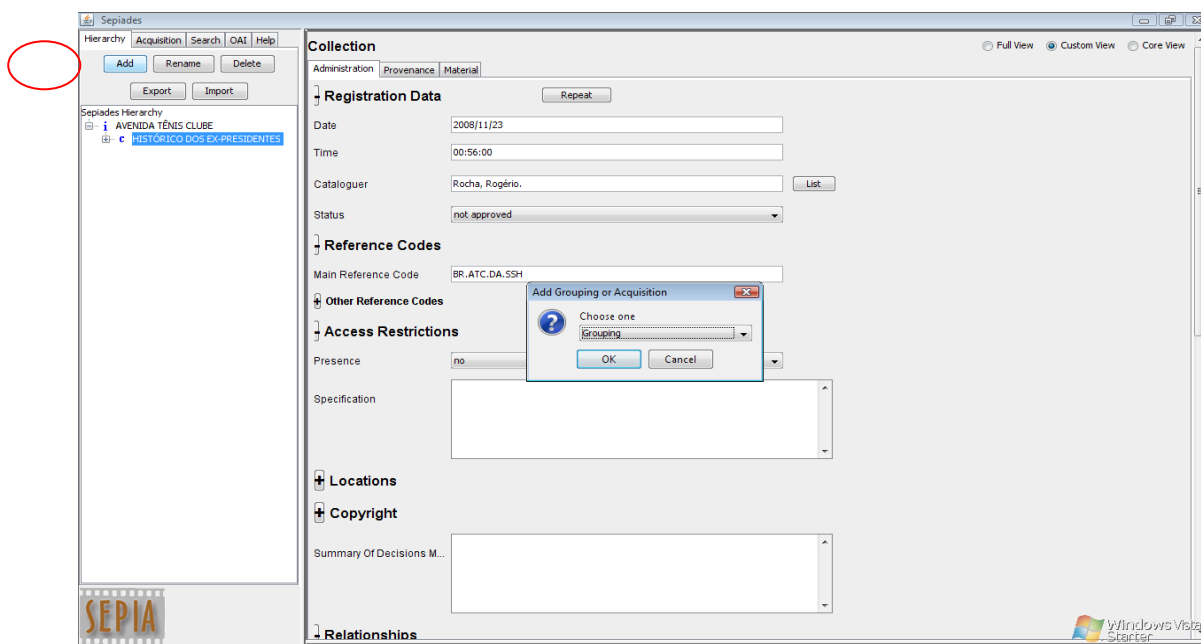 Sepiades
Hierarchy Acquisition Search OAI Help
Add Rename Delete
Export Import
Sepiades Hierarchy
i AVENIDA TÊNIS CLUBE
c HISTÓRICO DOS EX-PRESIDENTES
SEPIA
Collection
Full View Custom View Core View
Administration Provenance Material
Registration Data Repeat
Date 2008/11/23
Time 00:56:00
Cataloguer Rocha, Rogério. List
Status not approved
Reference Codes
Main Reference Code BR.ATC.DA.SSH
Other Reference Codes
Access Restrictions
Presence no
Specification
Locations
Copyright
Summary Of Decisions M...
Relationships
Add Grouping or Acquisition
Choose one
Grouping
OK Cancel
Windows Vista
Starter